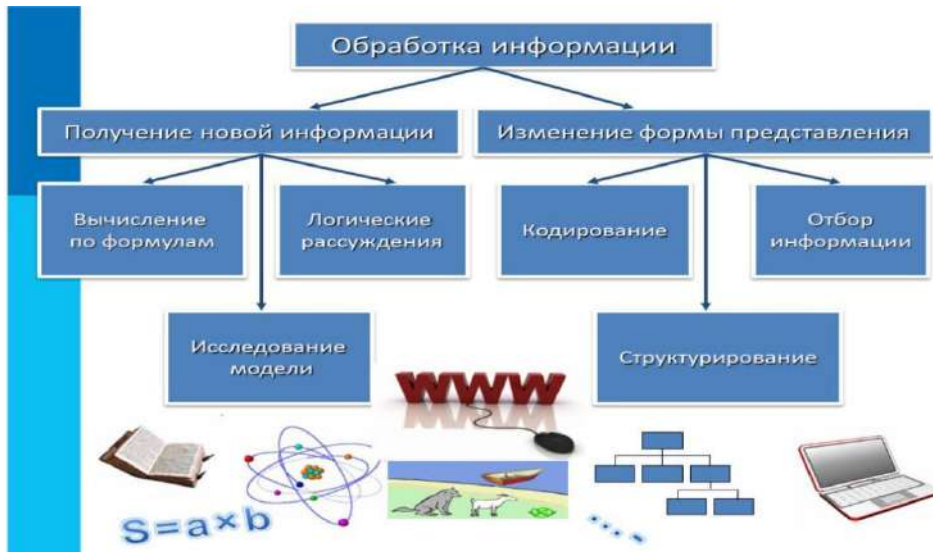 Обработка информации
Получение новой информации
Изменение формы представления
Вычисление
по формулам
Логические
рассуждения
Кодирование
Отбор
информации
Исследование
модели
Структурирование
www
S=a×b
...-